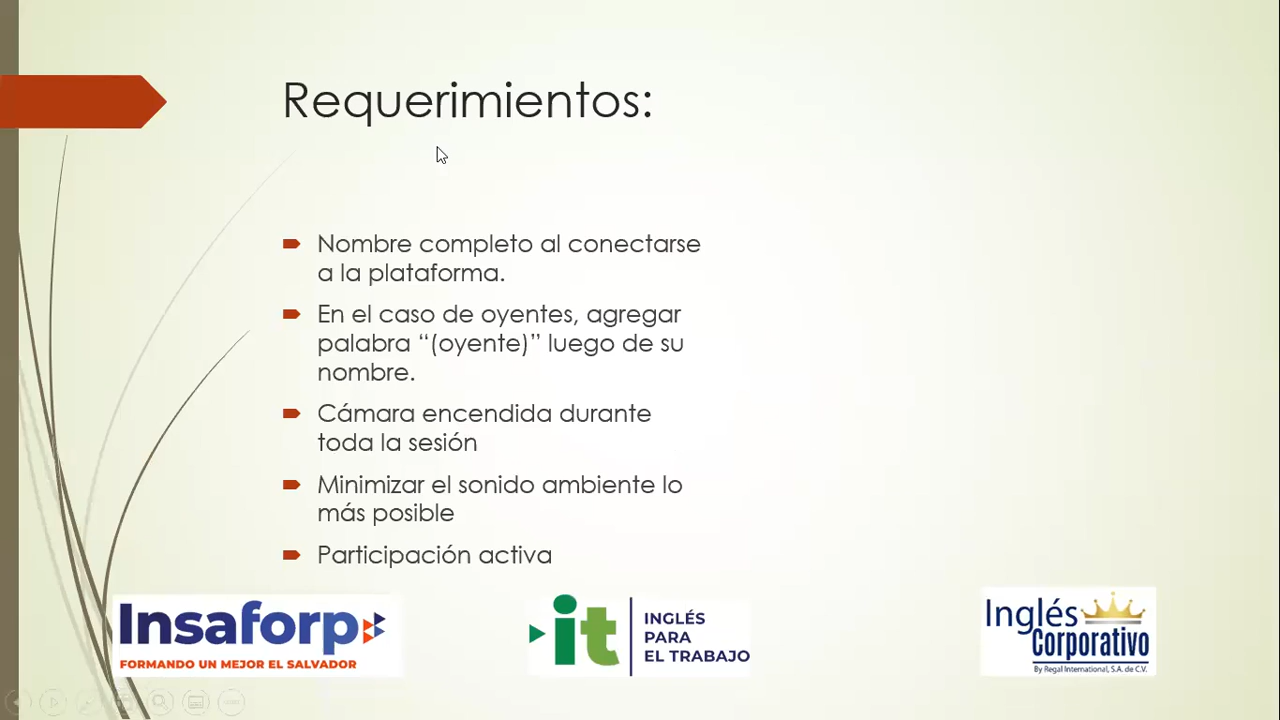 Requerimientos:
Nombre completo al conectarse
a la plataforma.
En el caso de oyentes, agregar
palabra “(oyente)” luego de su
nombre.
Cámara encendida durante
toda la sesión
Minimizar el sonido ambiente lo
más posible
Participación activa
Insaforp
FORMANDO UN MEJOR EL SALVADOR
it
INGLÉS
PARA
EL TRABAJO
Inglés
Corporativo
By Regal International, S.A. de C.V.